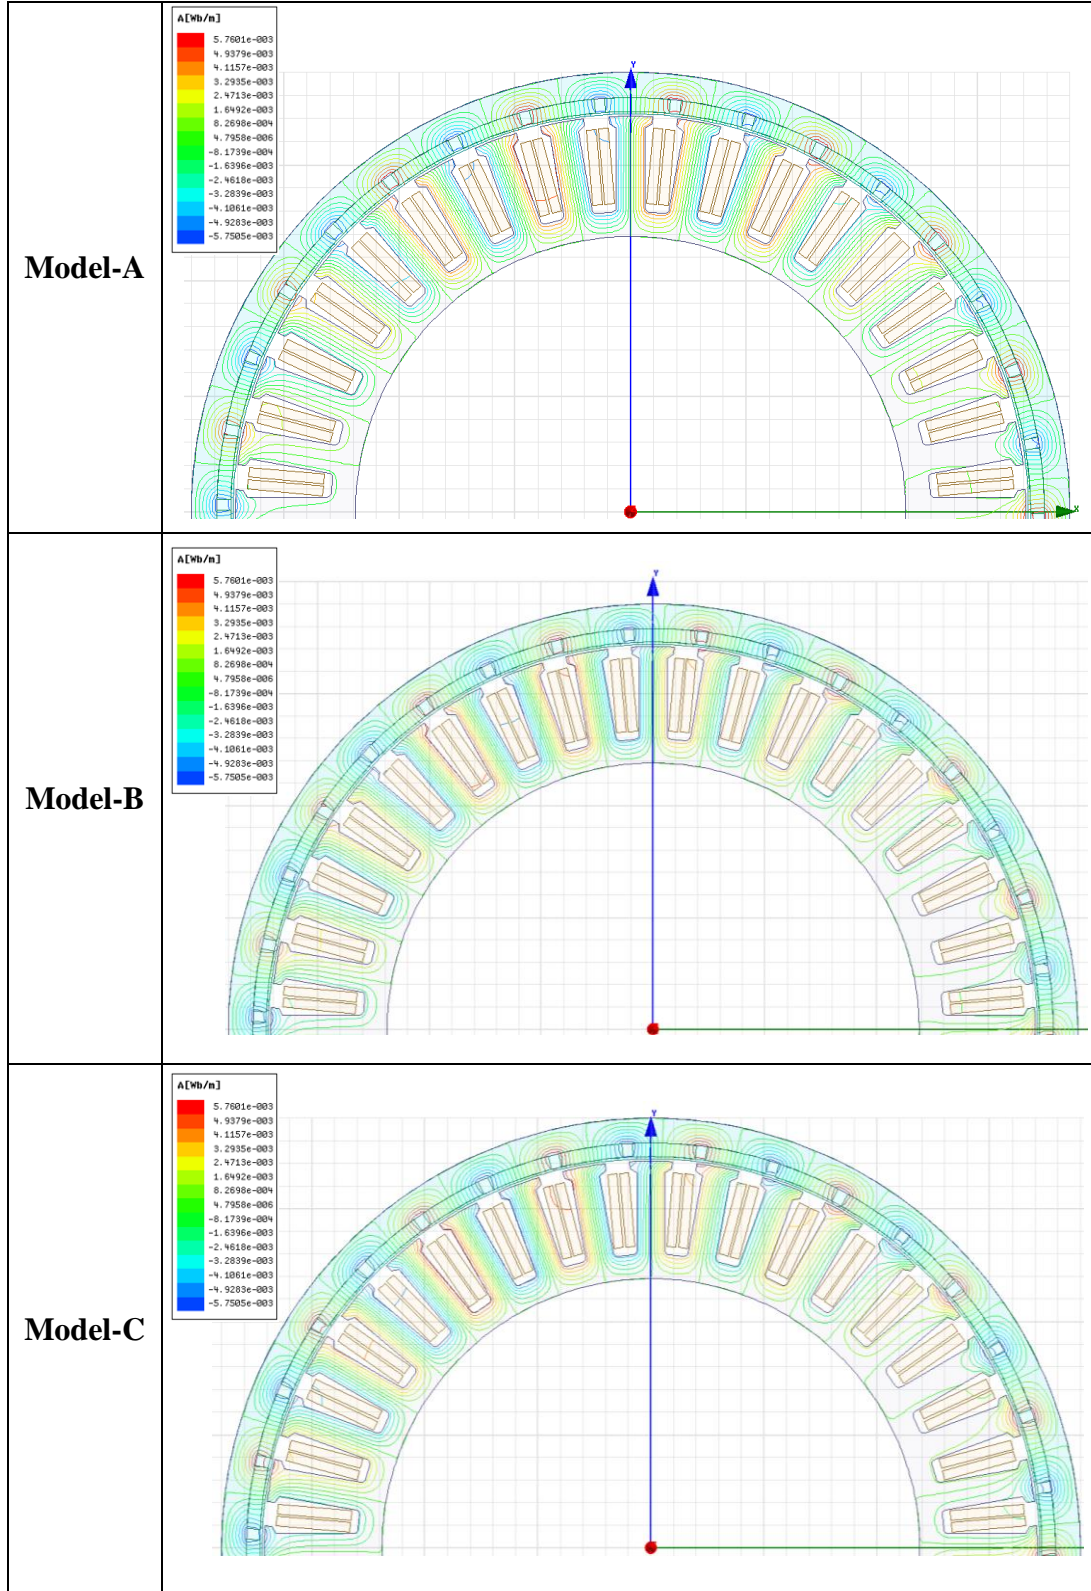 A[Wb/m]
5.7601e-003
4.9379e-003
4.1157e-003
3.2935e-003
2.4713e-003
1.6492e-003
8.2698e-004
4.7958e-006
-8.1739e-004
-1.6396e-003
-2.4618e-003
-3.2839e-003
-4.1061e-003
-4.9283e-003
-5.7505e-003
Y
Model-A
X
A[Wb/m]
5.7601e-003
4.9379e-003
4.1157e-003
3.2935e-003
2.4713e-003
1.6492e-003
8.2698e-004
4.7958e-006
-8.1739e-004
-1.6396e-003
-2.4618e-003
-3.2839e-003
-4.1061e-003
-4.9283e-003
-5.7505e-003
Y
Model-B
A[Wb/m]
5.7601e-003
4.9379e-003
4.1157e-003
3.2935e-003
2.4713e-003
1.6492e-003
8.2698e-004
4.7958e-006
-8.1739e-004
-1.6396e-003
-2.4618e-003
-3.2839e-003
-4.1061e-003
-4.9283e-003
-5.7505e-003
Y
Model-C